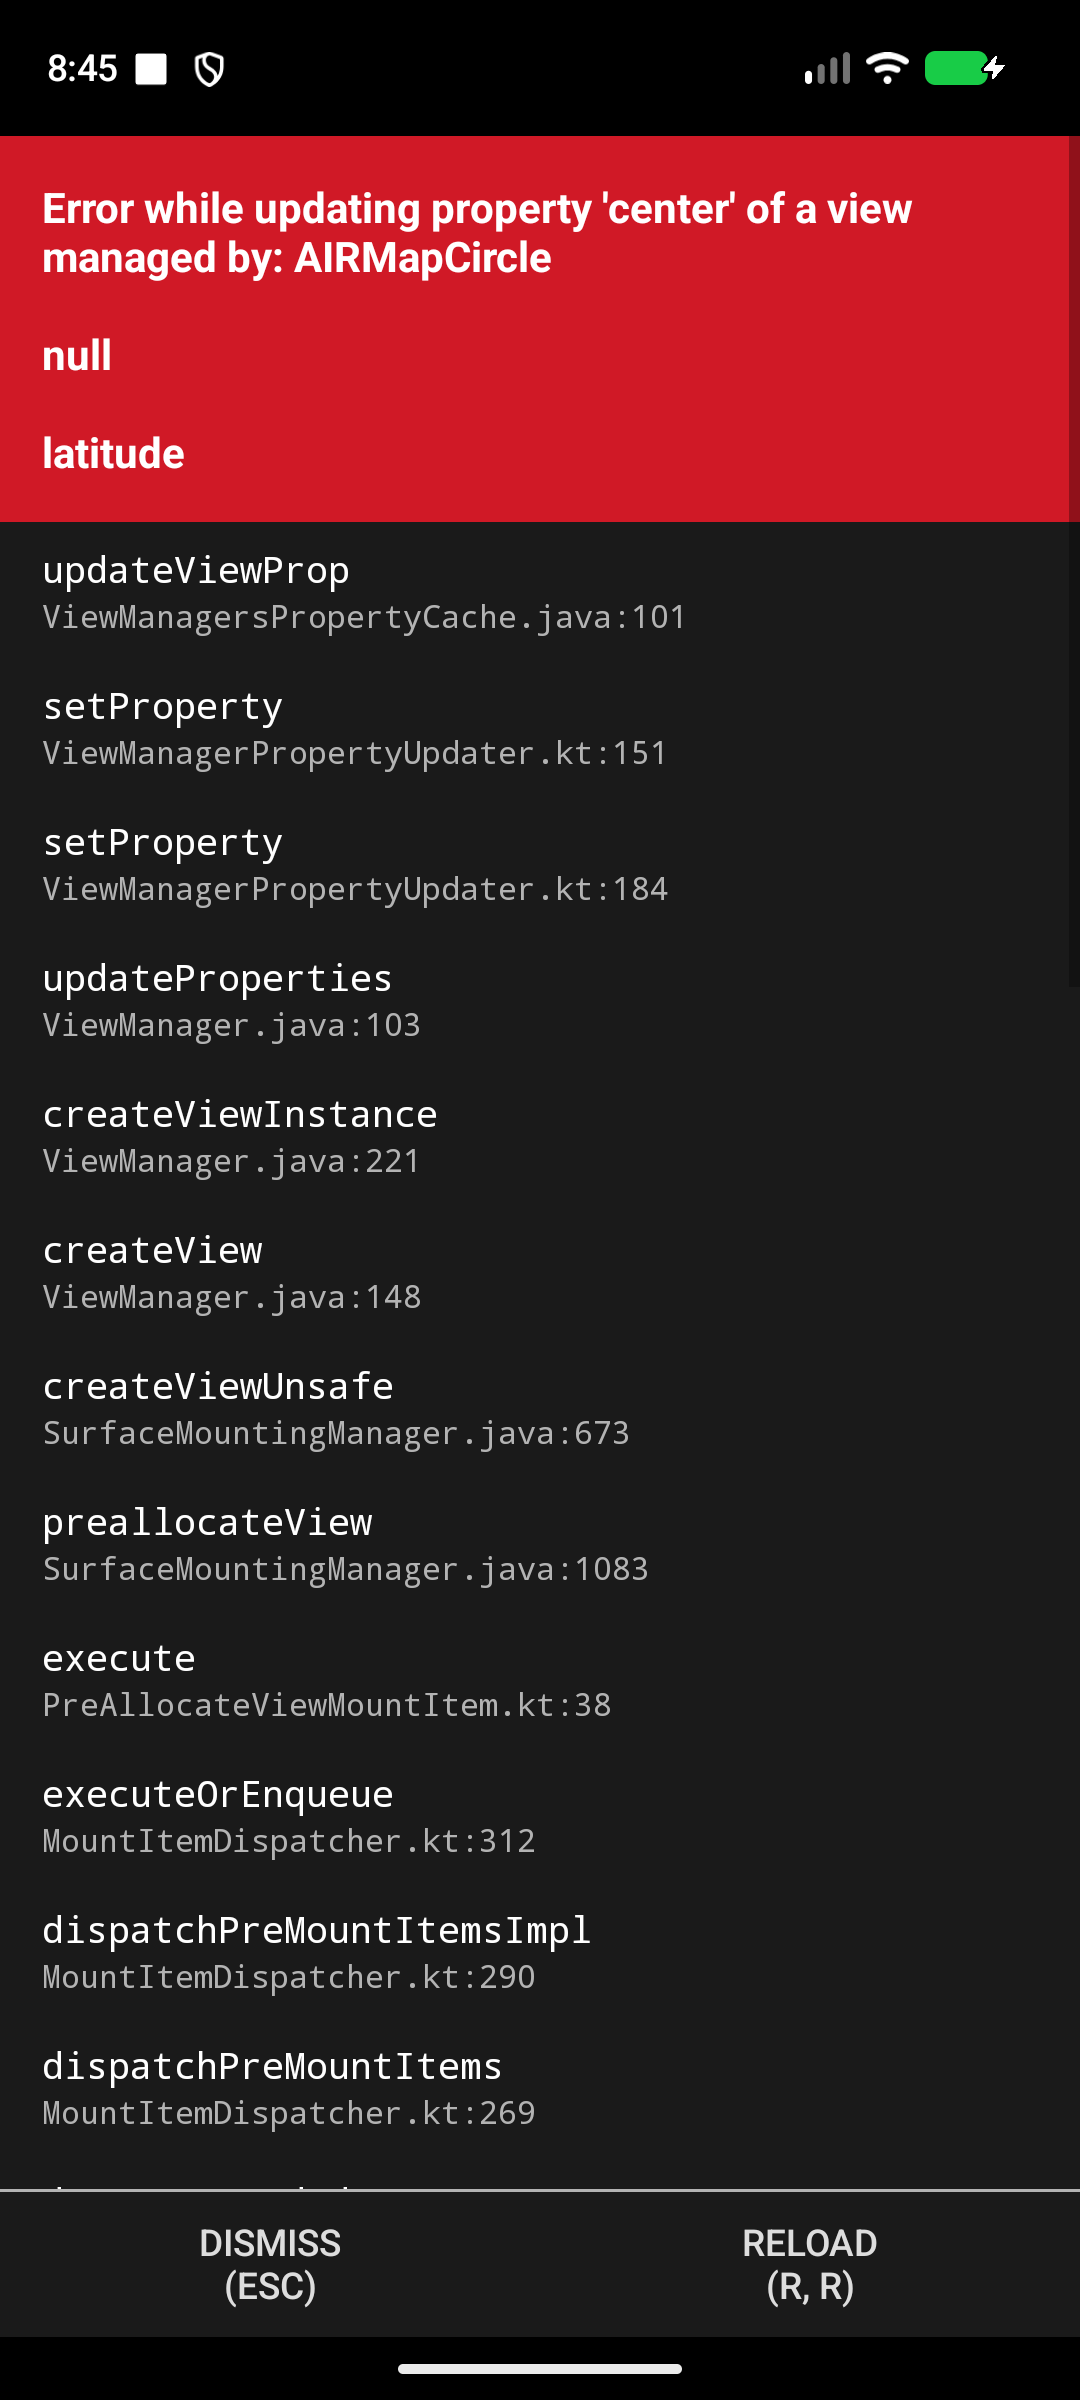 8:45
Error while updating property 'center' of a view
managed by: AIRMapCircle
null
latitude
updateViewProp
ViewManagersPropertyCache.java:101
setProperty
ViewManagerPropertyUpdater.kt:151
setProperty
ViewManagerPropertyUpdater.kt:184
updateProperties
ViewManager.java:103
createViewInstance
ViewManager.java:221
createView
ViewManager.java:148
createViewUnsafe
SurfaceMountingManager.java:673
preallocateView
SurfaceMountingManager.java:1083
execute
PreAllocateViewMountItem.kt:38
executeOrEnqueue
MountItemDispatcher.kt:312
dispatchPreMountItemsImpl
MountItemDispatcher.kt:290
dispatchPreMountItems
MountItemDispatcher.kt:269
DISMISS
(ESC)
RELOAD
(R, R)